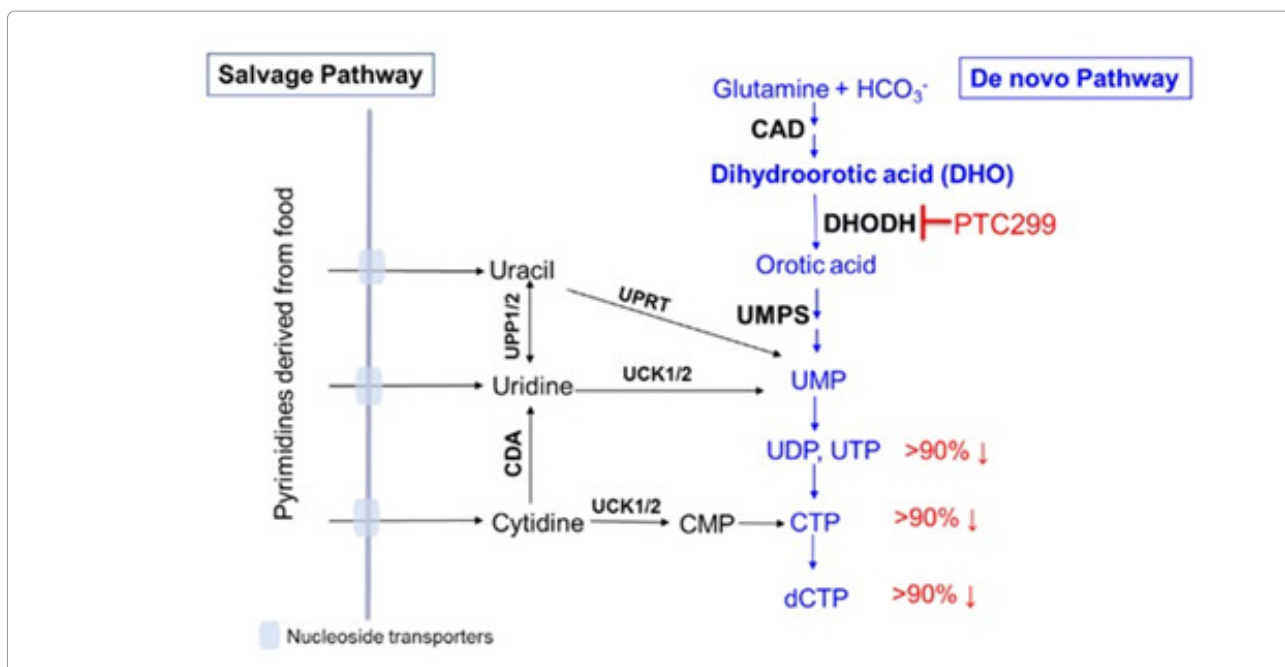 Salvage Pathway
De novo Pathway
Glutamine + HCO₃⁻
CAD
Dihydroorotic acid (DHO)
DHODH
PTC299
Orotic acid
UMPS
UMP
UDP, UTP
>90% ↓
CTP
>90% ↓
dCTP
>90% ↓
Pyrimidines derived from food
Uracil
UPRT
UPP1/2
Uridine
UCK1/2
CDA
Cytidine
UCK1/2
CMP
Nucleoside transporters